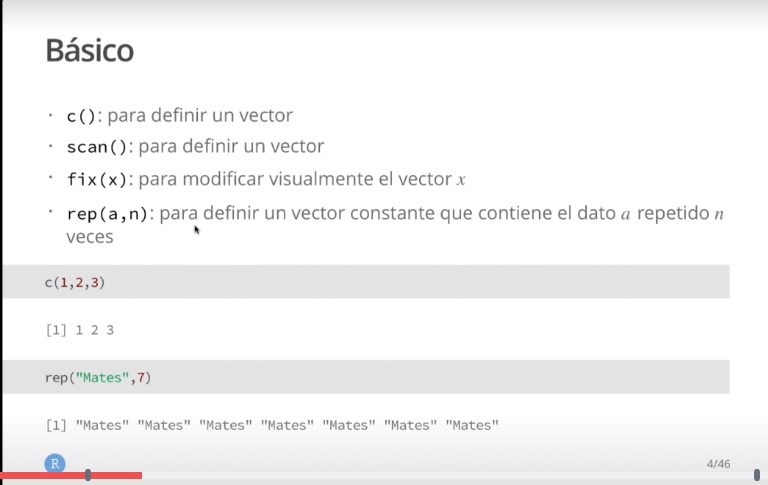 Básico
· c(): para definir un vector
· scan(): para definir un vector
· fix(x): para modificar visualmente el vector x
· rep(a,n): para definir un vector constante que contiene el dato a repetido n
veces
c(1,2,3)
[1] 1 2 3
rep("Mates",7)
[1] "Mates" "Mates" "Mates" "Mates" "Mates" "Mates" "Mates"
R
4/46